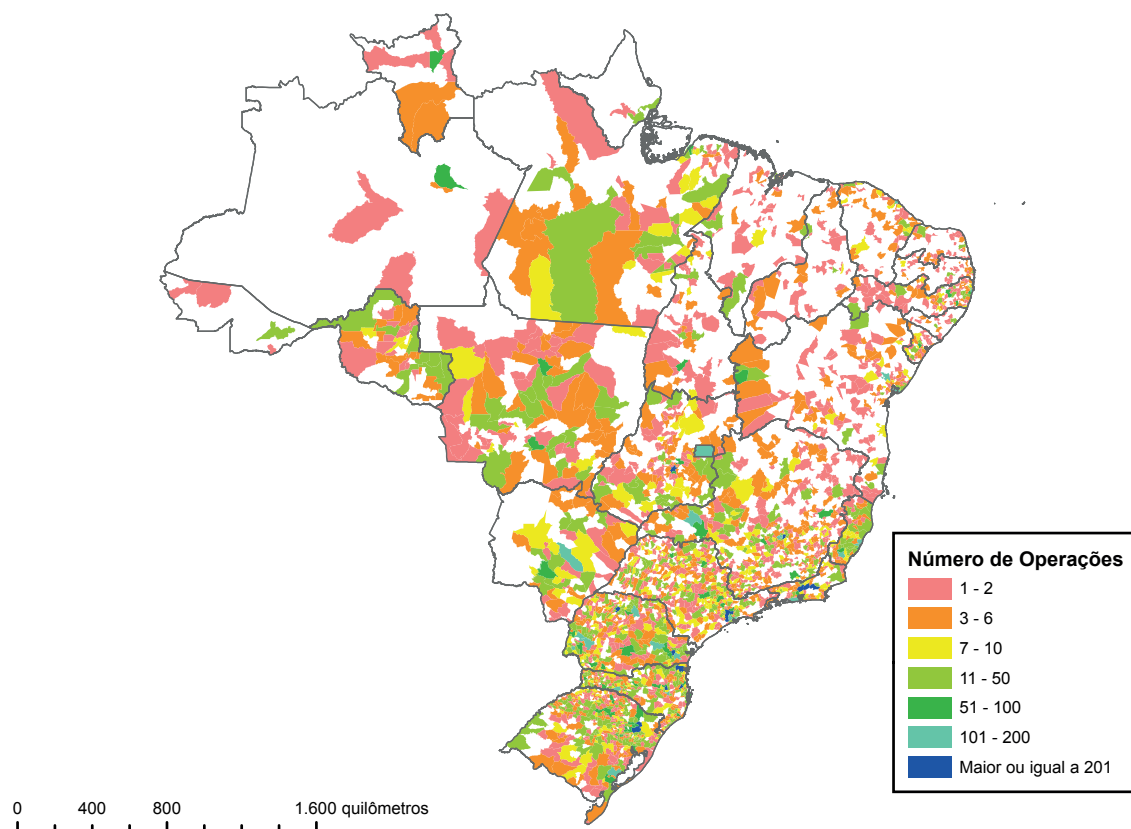 Número de Operações
1 - 2
3 - 6
7 - 10
11 - 50
51 - 100
101 - 200
Maior ou igual a 201
0 400 800 1.600 quilômetros